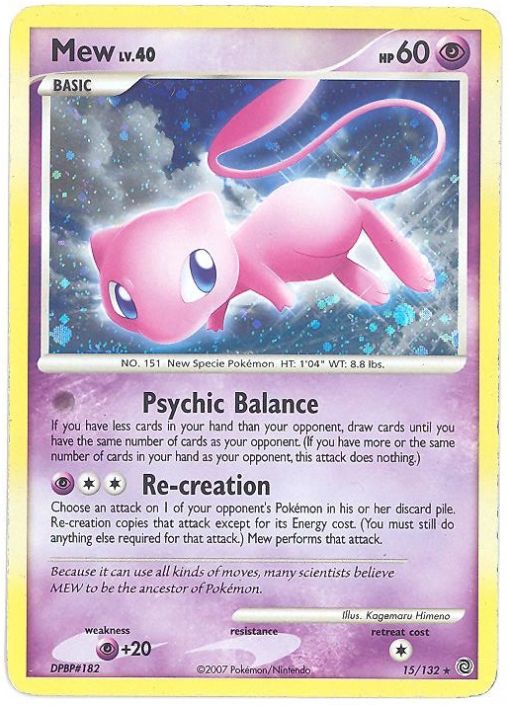 Mew LV.40
HP 60
BASIC
NO. 151 New Specie Pokémon HT: 1'04" WT: 8.8 lbs.
Psychic Balance
If you have less cards in your hand than your opponent, draw cards until you
have the same number of cards as your opponent. (If you have more or the same
number of cards in your hand as your opponent, this attack does nothing.)
Re-creation
Choose an attack on 1 of your opponent's Pokémon in his or her discard pile.
Re-creation copies that attack except for its Energy cost. (You must still do
anything else required for that attack.) Mew performs that attack.
Because it can use all kinds of moves, many scientists believe
MEW to be the ancestor of Pokémon.
Illus. Kagemaru Himeno
weakness resistance retreat cost
+20
DPBP#182 ©2007 Pokémon/Nintendo 15/132 ★